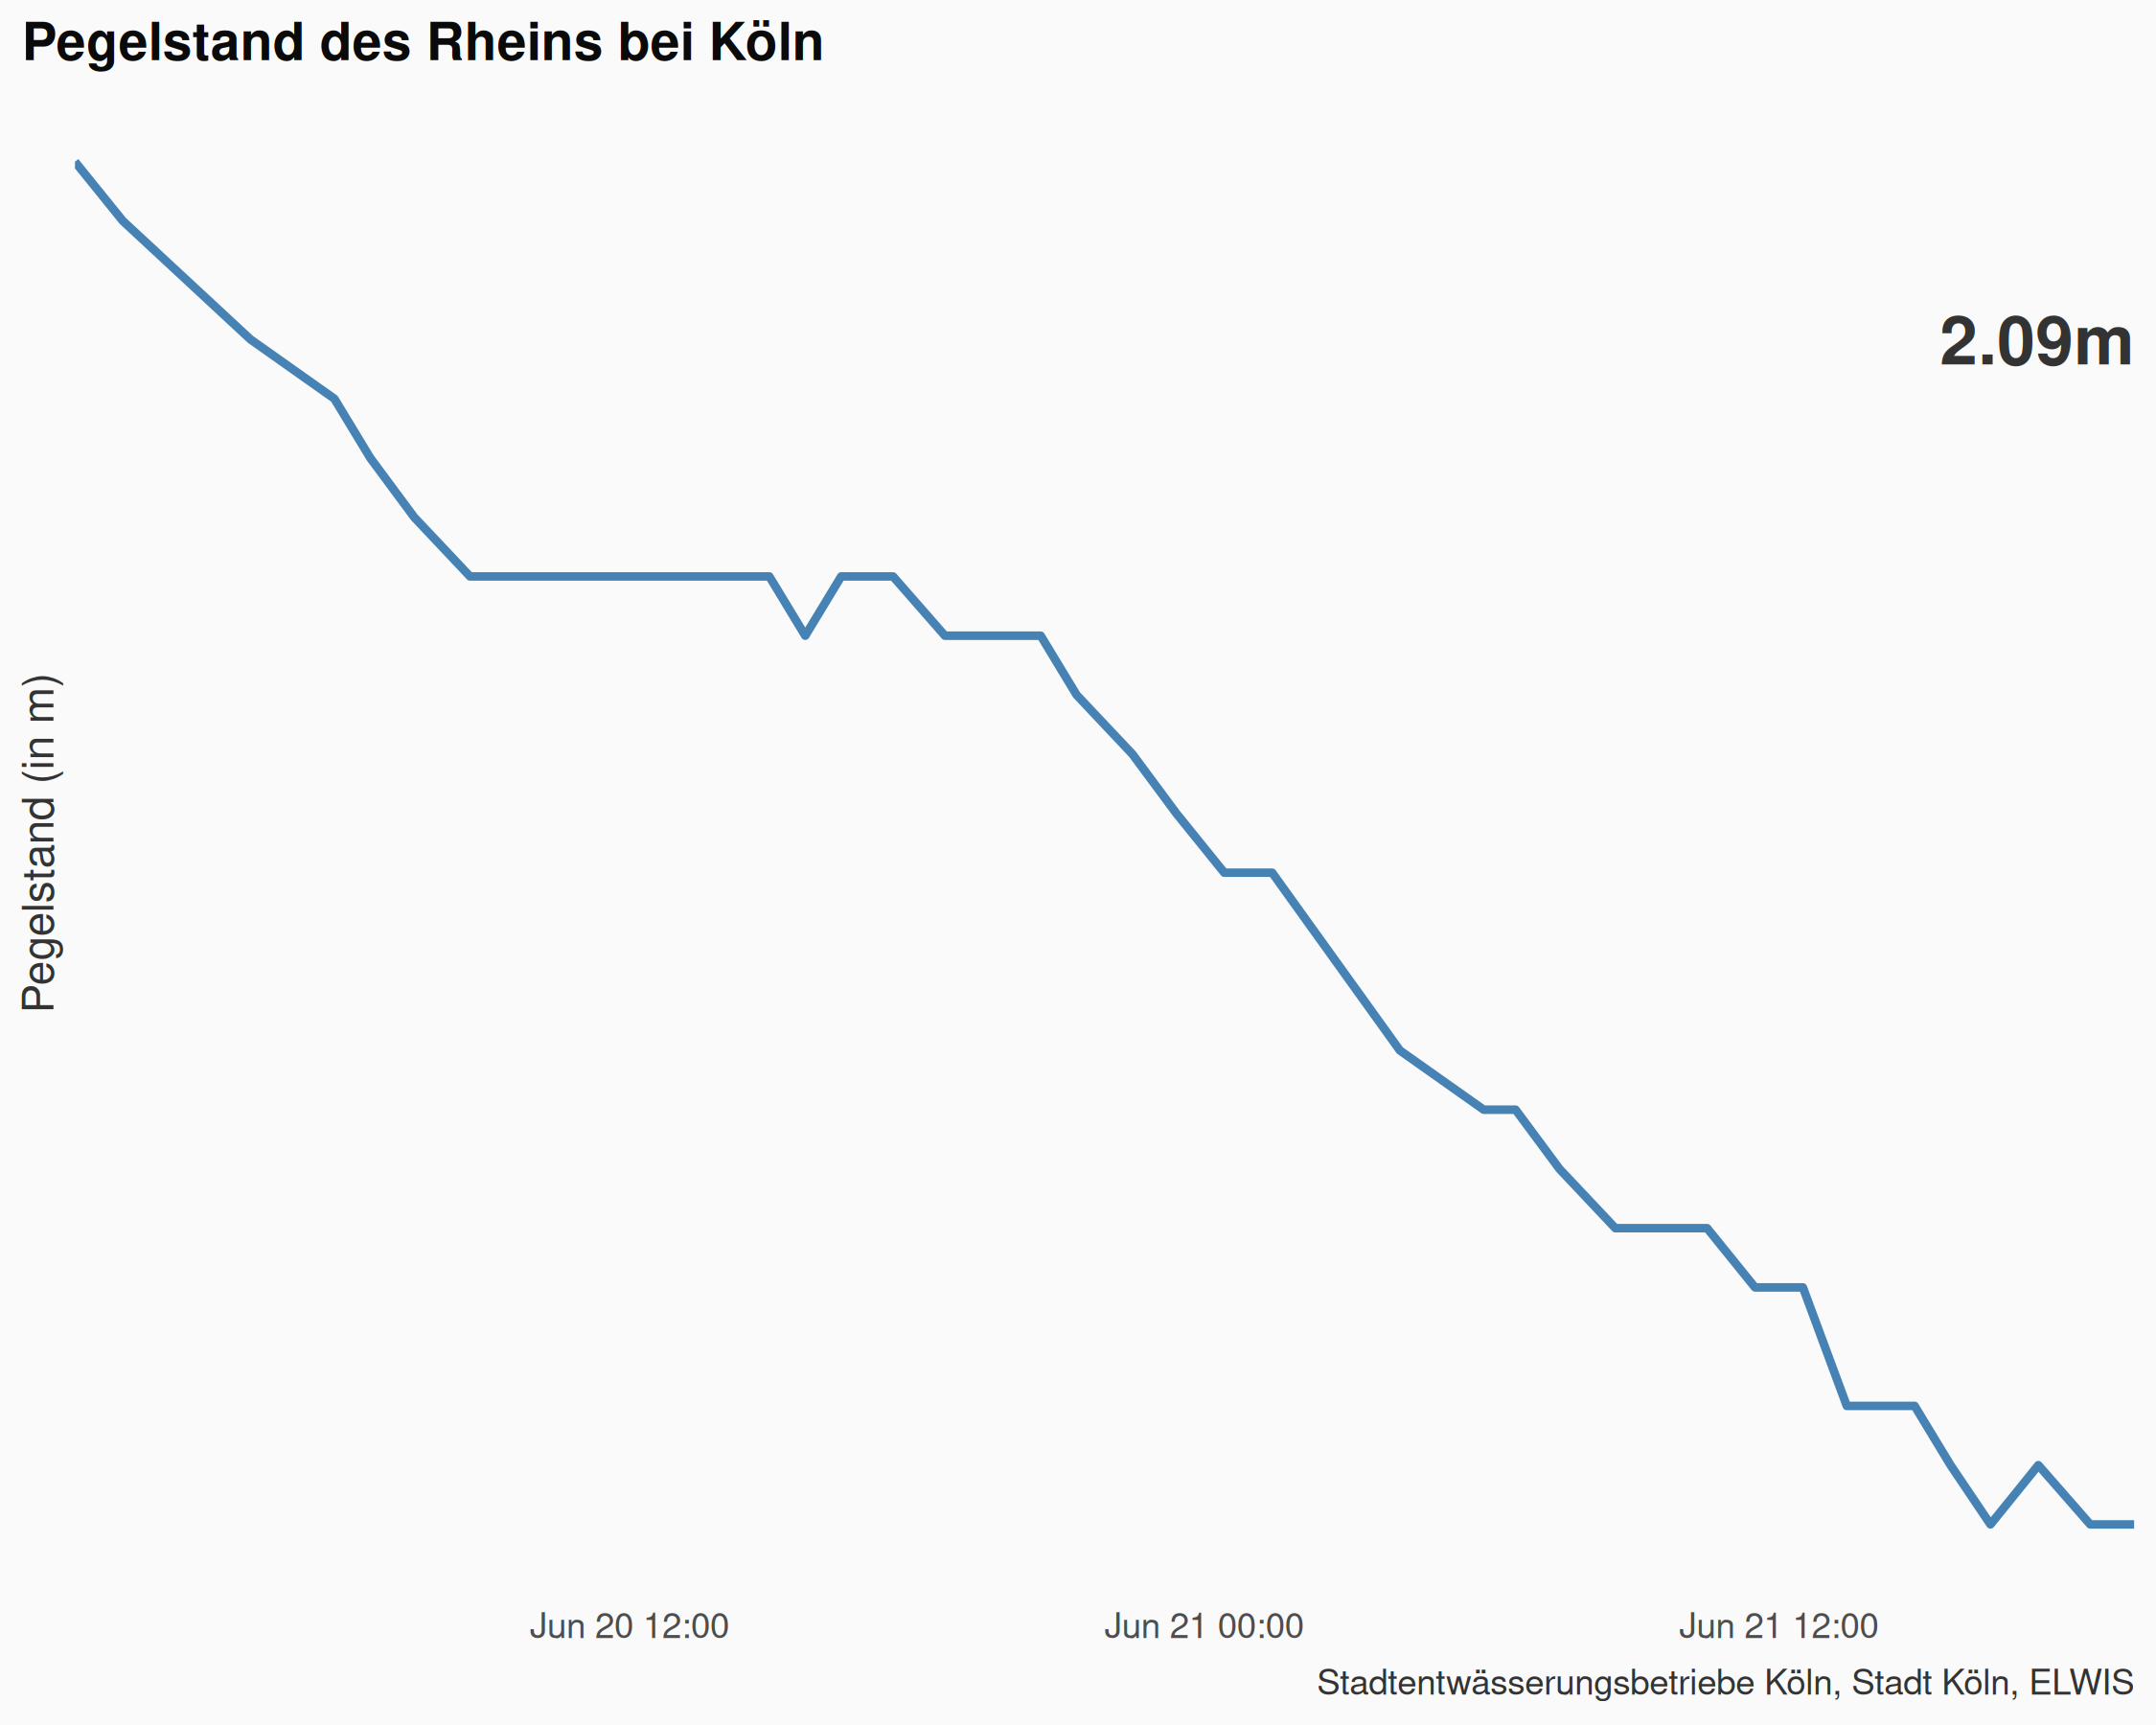 Pegelstand des Rheins bei Köln
2.09m
Pegelstand (in m)
Jun 20 12:00
Jun 21 00:00
Jun 21 12:00
Stadtentwässerungsbetriebe Köln, Stadt Köln, ELWIS